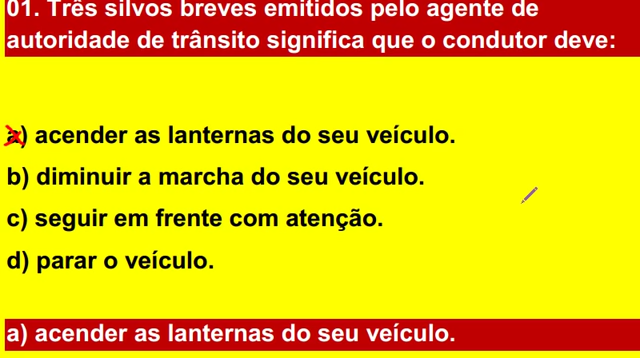 01. Três silvos breves emitidos pelo agente de
autoridade de trânsito significa que o condutor deve:
a) acender as lanternas do seu veículo.
b) diminuir a marcha do seu veículo.
c) seguir em frente com atenção.
d) parar o veículo.
a) acender as lanternas do seu veículo.